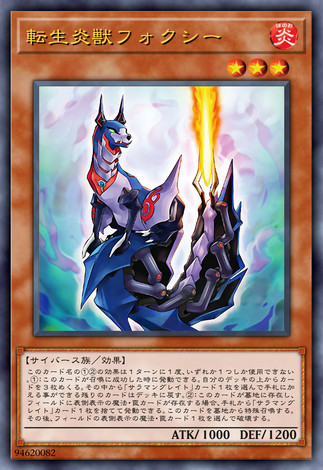 転生炎獣フォクシー
ほのお
炎
【サイバース族／効果】
このカード名の①②の効果は１ターンに１度、いずれか１つしか使用できない。
①：このカードが召喚に成功した時に発動できる。自分のデッキの上からカードを３枚めくる。その中から「サラマングレイト」カード１枚を選んで手札に加える事ができる。残りのカードはデッキに戻す。②：このカードが墓地に存在し、フィールドに表側表示の魔法・罠カードが存在する場合、手札から「サラマングレイト」カード１枚を捨てて発動できる。このカードを墓地から特殊召喚する。その後、フィールドの表側表示の魔法・罠カード１枚を選んで破壊する。
ATK/ 1000 DEF/1200
94620082